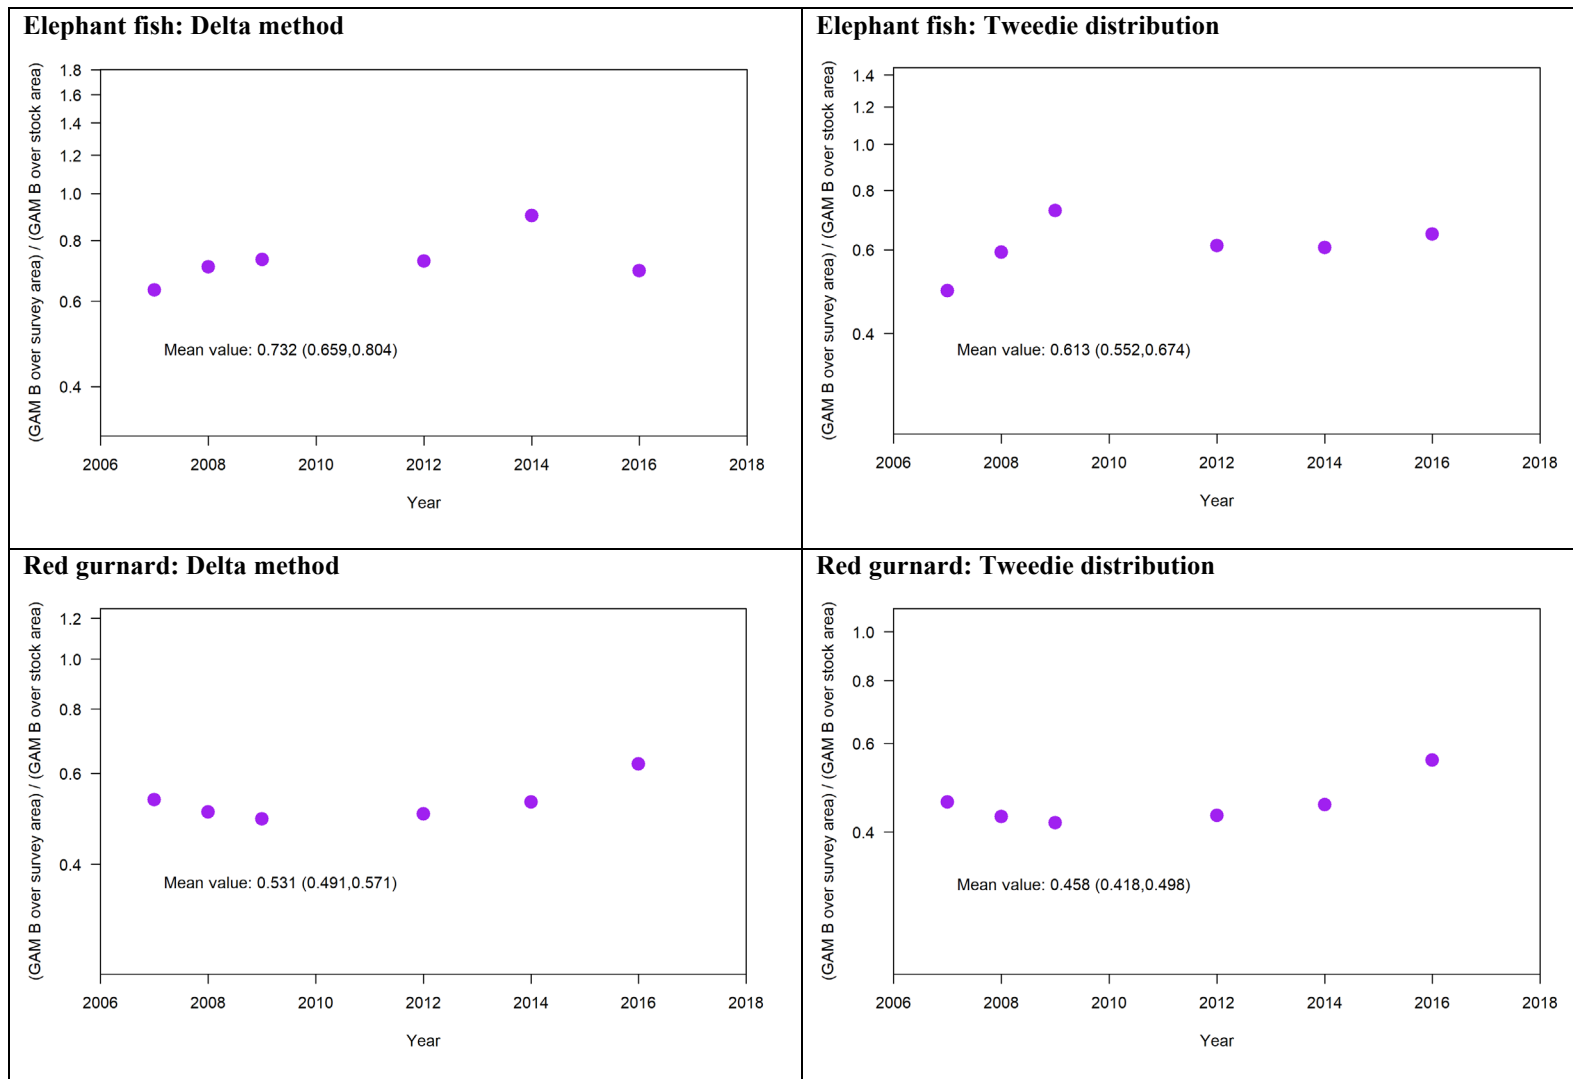 Elephant fish: Delta method
(GAM B over survey area) / (GAM B over stock area)
1.8
1.6
1.4
1.2
1.0
0.8
0.6
0.4
Mean value: 0.732 (0.659,0.804)
2006 2008 2010 2012 2014 2016 2018
Year
Elephant fish: Tweedie distribution
(GAM B over survey area) / (GAM B over stock area)
1.4
1.2
1.0
0.8
0.6
0.4
Mean value: 0.613 (0.552,0.674)
2006 2008 2010 2012 2014 2016 2018
Year
Red gurnard: Delta method
(GAM B over survey area) / (GAM B over stock area)
1.2
1.0
0.8
0.6
0.4
Mean value: 0.531 (0.491,0.571)
2006 2008 2010 2012 2014 2016 2018
Year
Red gurnard: Tweedie distribution
(GAM B over survey area) / (GAM B over stock area)
1.0
0.8
0.6
0.4
Mean value: 0.458 (0.418,0.498)
2006 2008 2010 2012 2014 2016 2018
Year